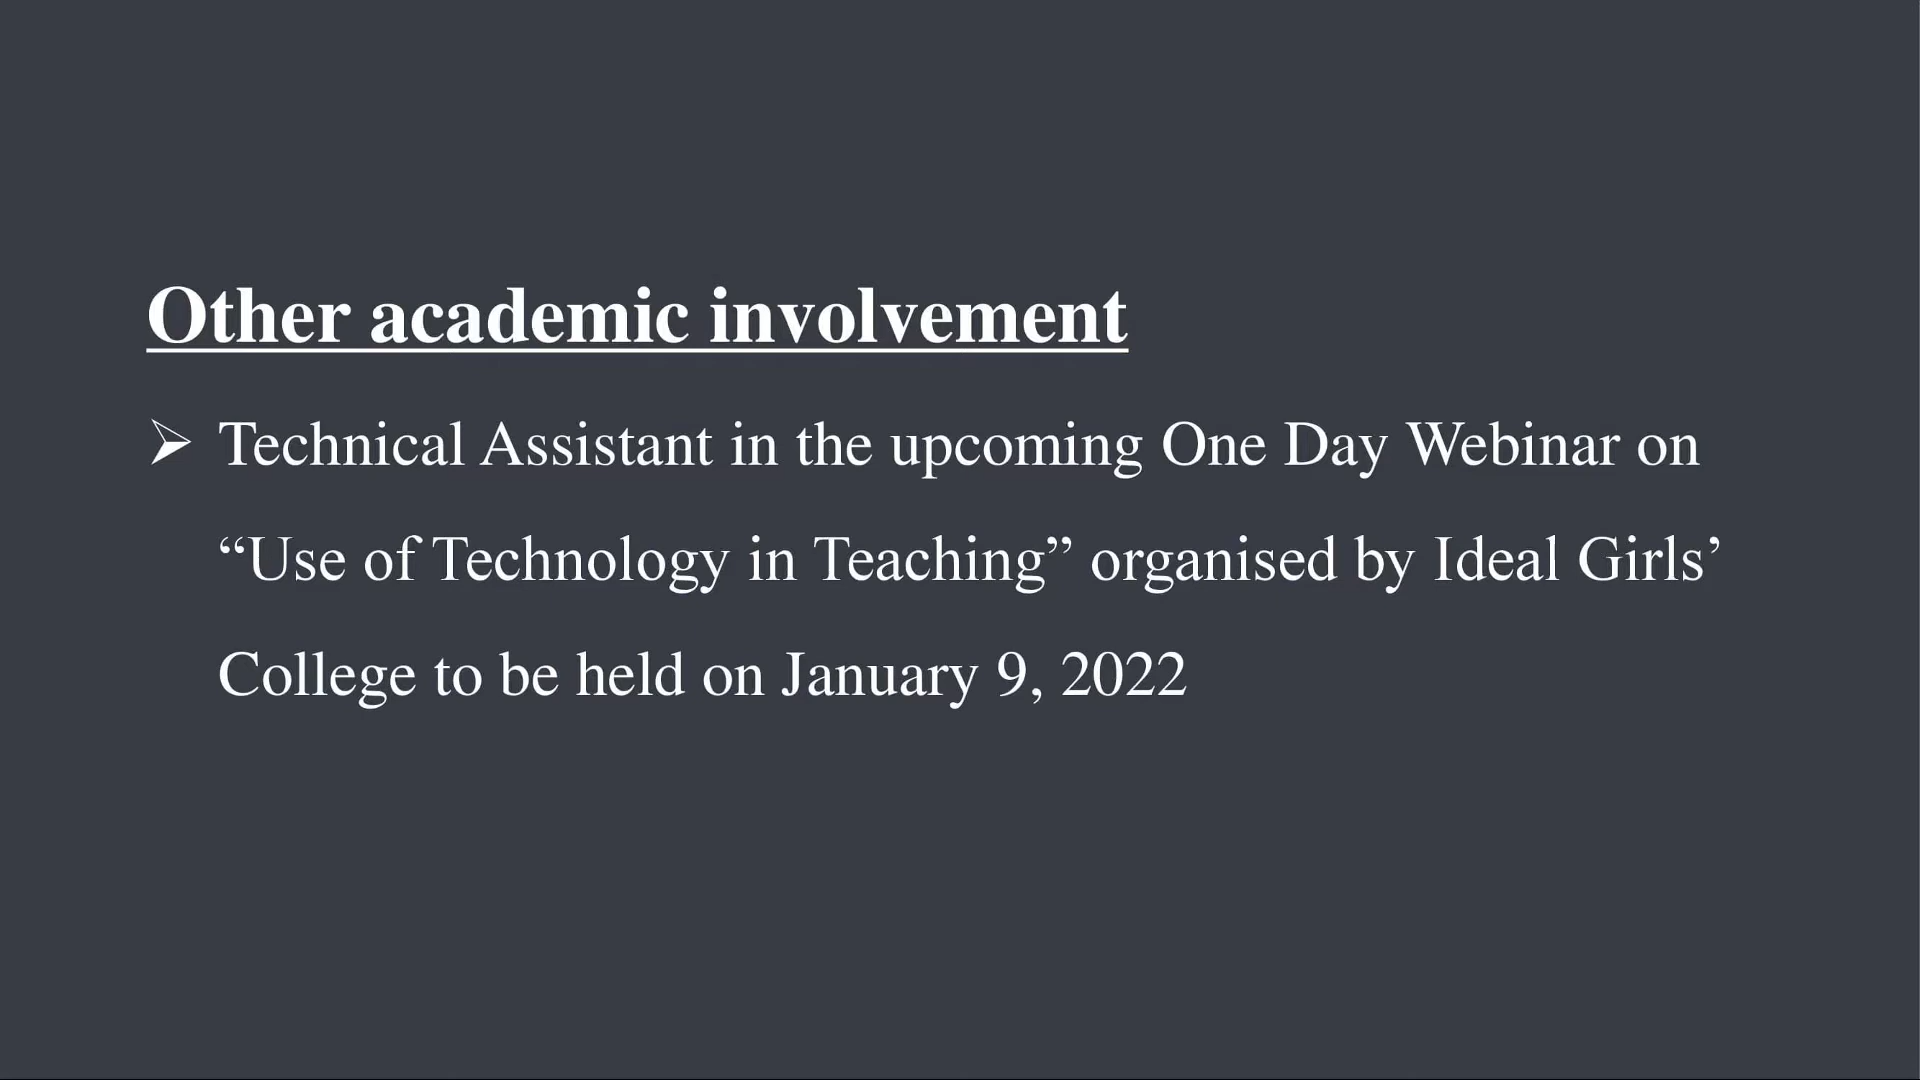 Other academic involvement
➢ Technical Assistant in the upcoming One Day Webinar on
“Use of Technology in Teaching” organised by Ideal Girls’
College to be held on January 9, 2022